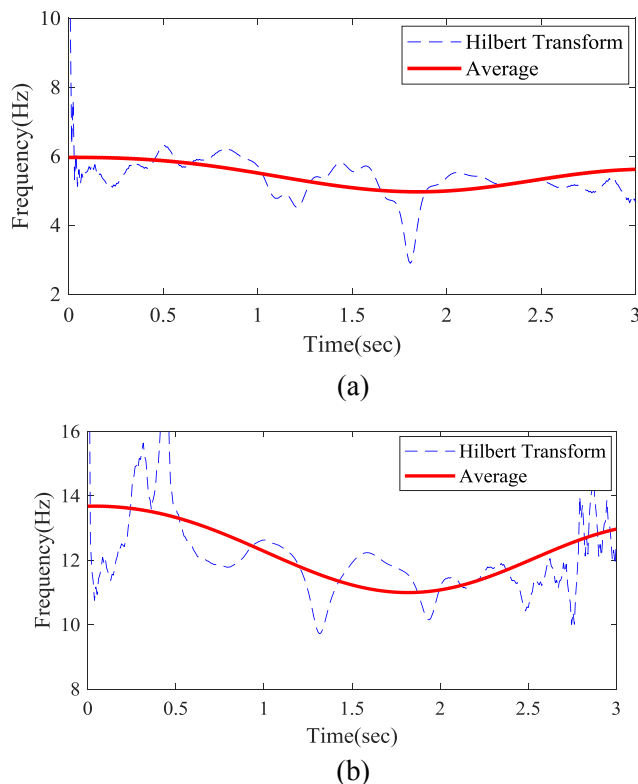 10
8
6
4
2
Frequency(Hz)
Hilbert Transform
Average
0 0.5 1 1.5 2 2.5 3
Time(sec)
(a)
16
14
12
10
8
Frequency(Hz)
Hilbert Transform
Average
0 0.5 1 1.5 2 2.5 3
Time(sec)
(b)